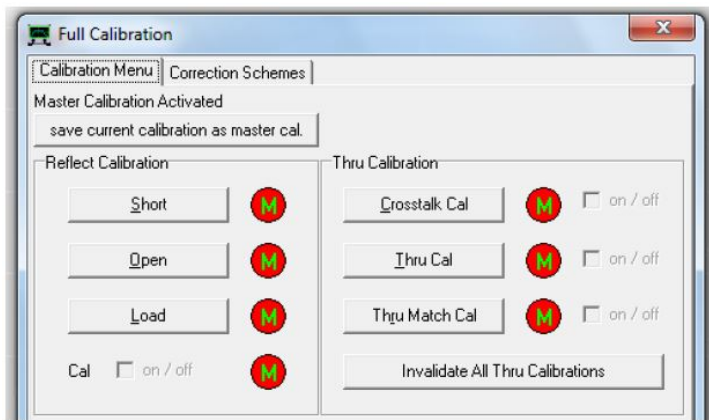 Full Calibration
Calibration Menu Correction Schemes
Master Calibration Activated
save current calibration as master cal.
Reflect Calibration
Short M
Open M
Load M
Cal on / off M
Thru Calibration
Crosstalk Cal M on / off
Thru Cal M on / off
Thru Match Cal M on / off
Invalidate All Thru Calibrations